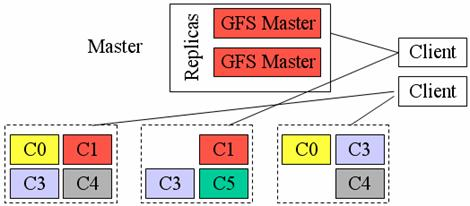 GFS Master
Master
Replicas
GFS Master
Client
Client
C0 C1
C3 C4
C1
C3 C5
C0 C3
C4